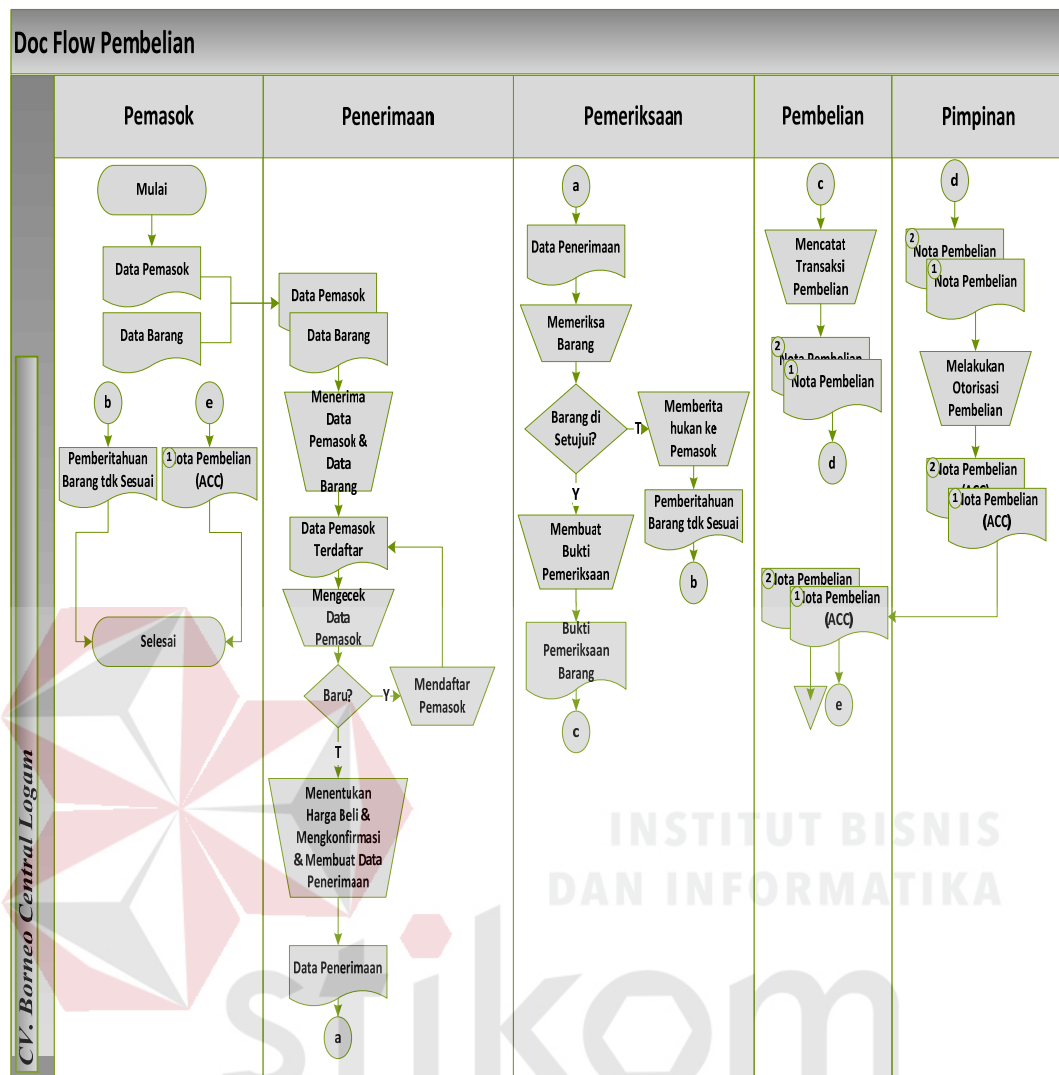 Doc Flow Pembelian
CV. Borneo Central Logam
Pemasok
Penerimaan
Pemeriksaan
Pembelian
Pimpinan
Mulai
Data Pemasok
Data Barang
b
e
Pemberitahuan
Barang tdk Sesuai
1
Nota Pembelian
(ACC)
Selesai
Data Pemasok
Data Barang
Menerima
Data
Pemasok &
Data
Barang
Data Pemasok
Terdaftar
Mengecek
Data
Pemasok
Baru?
Y
Mendaftar
Pemasok
T
Menentukan
Harga Beli &
Mengkonfirmasi
& Membuat Data
Penerimaan
Data Penerimaan
a
a
Data Penerimaan
Memeriksa
Barang
Barang di
Setujui?
T
Memberita
hukan ke
Pemasok
Pemberitahuan
Barang tdk Sesuai
b
Y
Membuat
Bukti
Pemeriksaan
Bukti
Pemeriksaan
Barang
c
c
Mencatat
Transaksi
Pembelian
2
Nota Pembelian
1
Nota Pembelian
d
2
Nota Pembelian
1
Nota Pembelian
(ACC)
e
d
2
Nota Pembelian
1
Nota Pembelian
Melakukan
Otorisasi
Pembelian
2
Nota Pembelian
(ACC)
1
Nota Pembelian
(ACC)
INSTITUT BISNIS
DAN INFORMATIKA
stikom